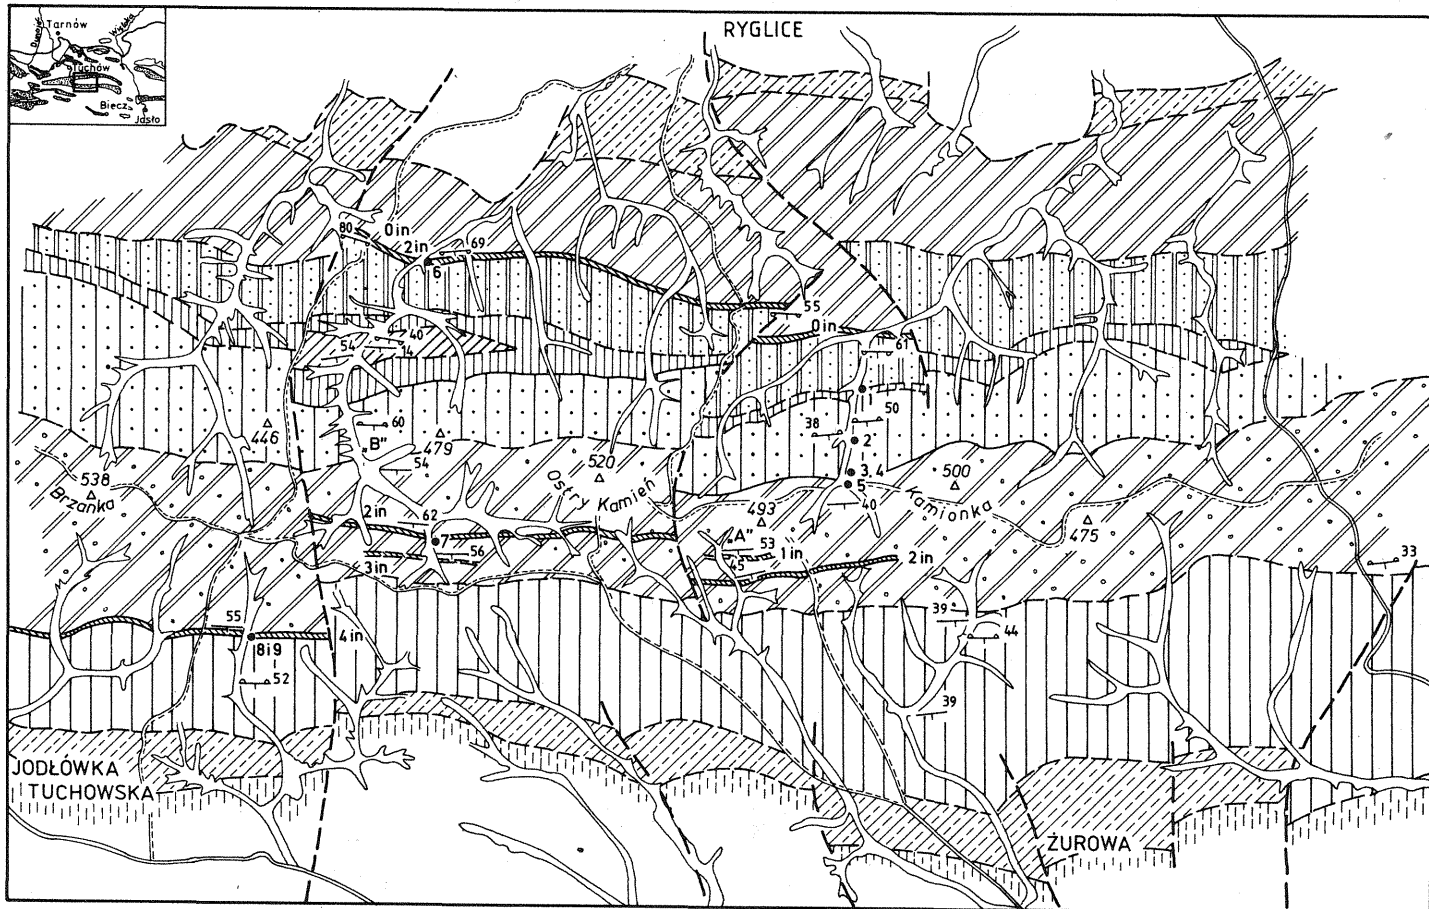 RYGLICE
Tarnów
Dunajec
Wisłoka
Tuchów
Biecz
Jasło
0in
80
2in
69
6
55
0in
40
54
14
61
1
50
38
2
60
„B"
446
479
54
520
3,4
500
5
538
Brzanka
Ostry Kamień
Kamionka
40
493
475
2in
62
7
„A"
53
1in
2in
56
45
3in
33
55
39
4in
44
8i9
52
39
JODŁÓWKA
TUCHOWSKA
ŻUROWA